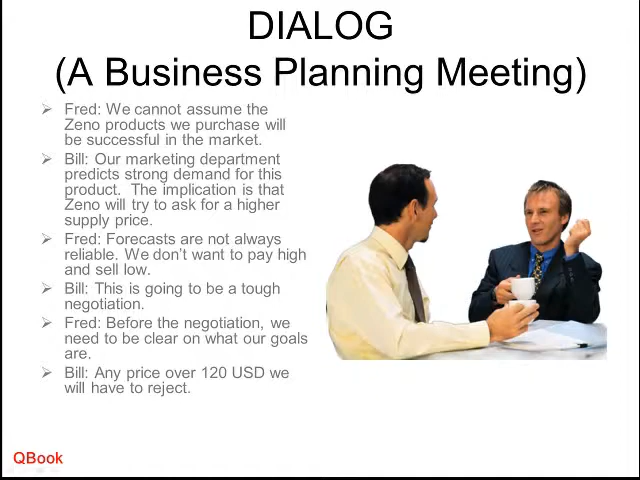 DIALOG
(A Business Planning Meeting)
Fred: We cannot assume the
Zeno products we purchase will
be successful in the market.
Bill: Our marketing department
predicts strong demand for this
product.  The implication is that
Zeno will try to ask for a higher
supply price.
Fred: Forecasts are not always
reliable. We don't want to pay high
and sell low.
Bill: This is going to be a tough
negotiation.
Fred: Before the negotiation, we
need to be clear on what our goals
are.
Bill: Any price over 120 USD we
will have to reject.
QBook